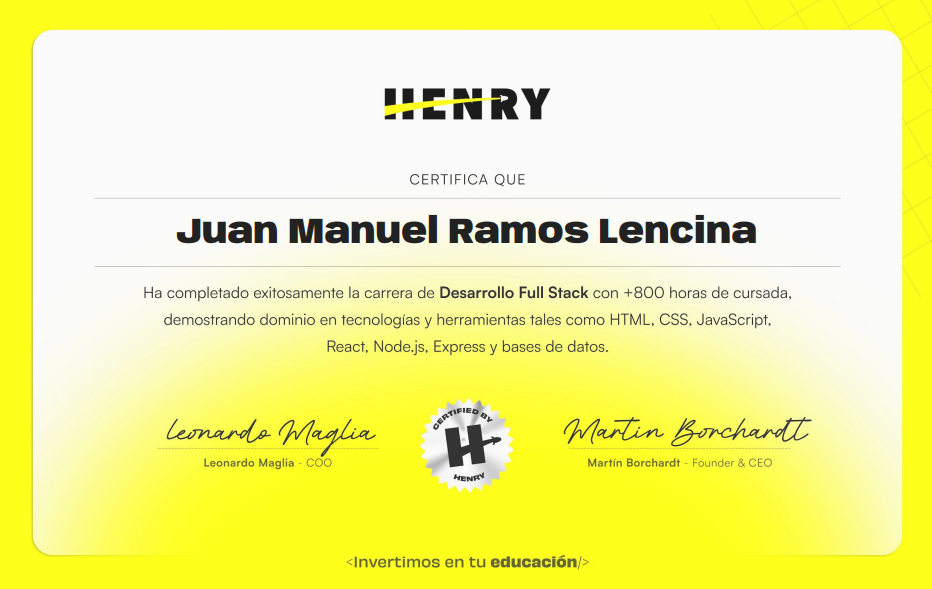 HENRY
CERTIFICA QUE
Juan Manuel Ramos Lencina
Ha completado exitosamente la carrera de Desarrollo Full Stack con +800 horas de cursada,
demostrando dominio en tecnologías y herramientas tales como HTML, CSS, JavaScript,
React, Node.js, Express y bases de datos.
Leonardo Maglia
Leonardo Maglia - COO
CERTIFIED BY
H
HENRY
Martín Borchardt
Martín Borchardt - Founder & CEO
<Invertimos en tu educación/>